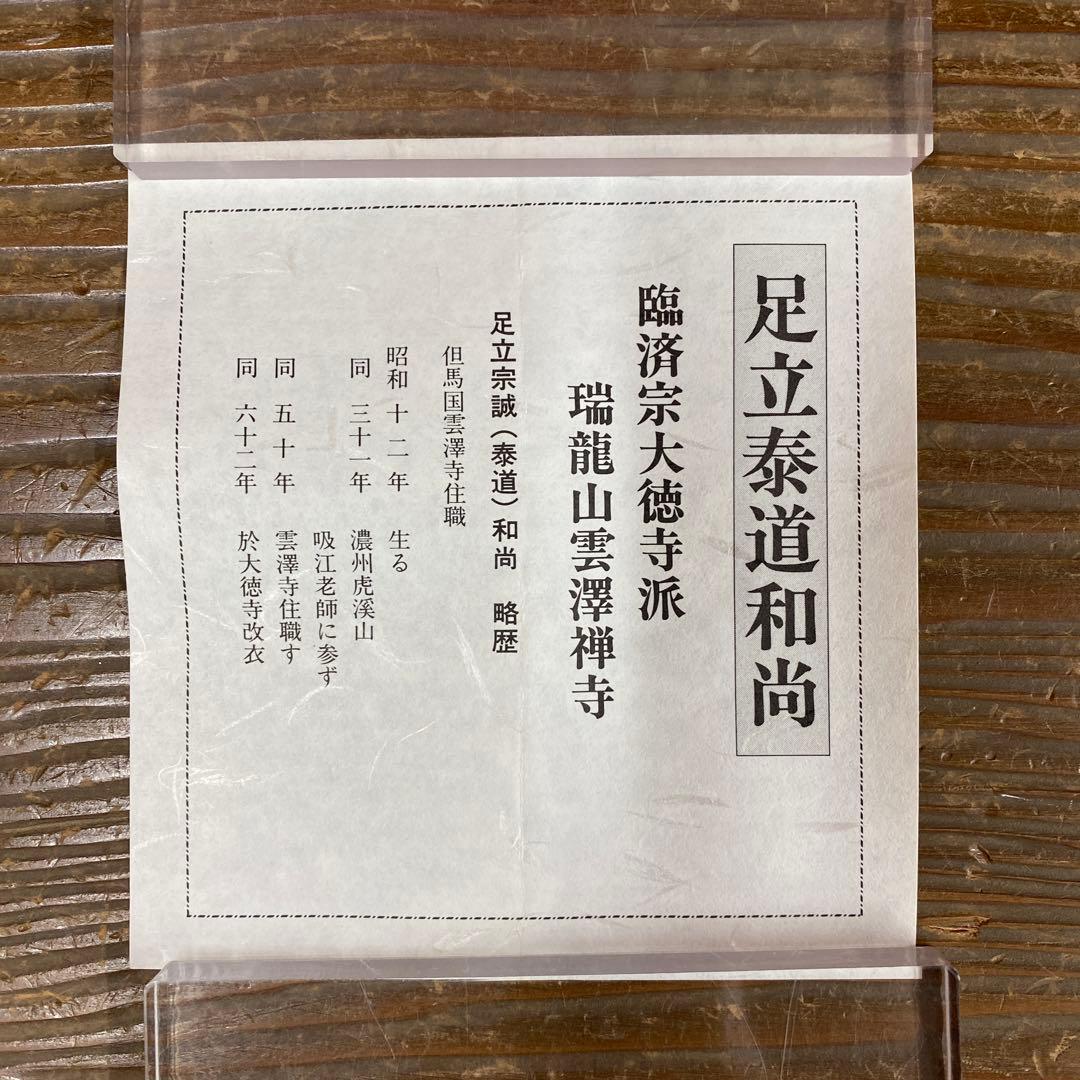 足立泰道和尚
臨済宗大徳寺派
瑞龍山雲澤禅寺
足立宗誠(泰道)和尚 略歴
但馬国雲澤寺住職
昭和 十二年 生る
同 三十一年 濃州虎溪山
吸江老師に参ず
同 五十年 雲澤寺住職す
同 六十二年 於大徳寺改衣